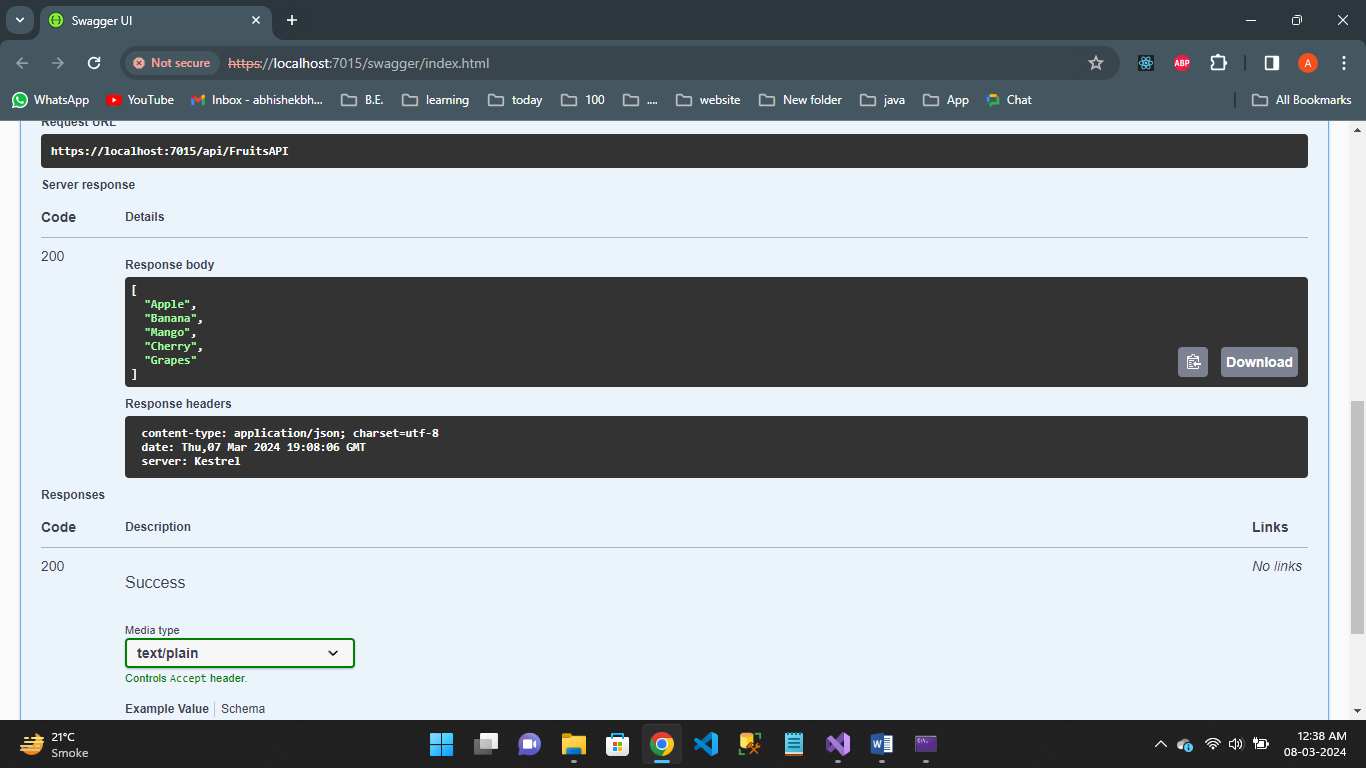 Swagger UI
Not secure
https://localhost:7015/swagger/index.html
ABP
A
WhatsApp
YouTube
Inbox - abhishekbh...
B.E.
learning
today
100
....
website
New folder
java
App
Chat
All Bookmarks
Request URL
https://localhost:7015/api/FruitsAPI
Server response
Code Details
200
Response body
[
"Apple",
"Banana",
"Mango",
"Cherry",
"Grapes"
]
Download
Response headers
content-type: application/json; charset=utf-8
date: Thu,07 Mar 2024 19:08:06 GMT
server: Kestrel
Responses
Code Description Links
200
Success
No links
Media type
text/plain
Controls Accept header.
Example Value Schema
21°C
Smoke
12:38 AM
08-03-2024